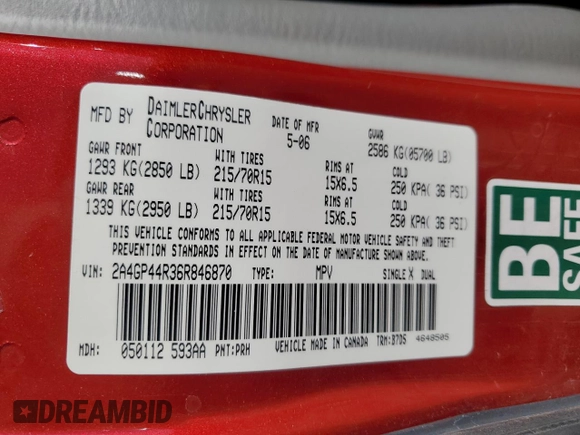 MFD BY DAIMLERCHRYSLER CORPORATION DATE OF MFR 5-06 GVWR 2586 KG(05700 LB)
GAWR FRONT WITH TIRES RIMS AT COLD
1293 KG(2850 LB) 215/70R15 15X6.5 250 KPA( 36 PSI)
GAWR REAR WITH TIRES RIMS AT COLD
1339 KG(2950 LB) 215/70R15 15X6.5 250 KPA( 36 PSI)
THIS VEHICLE CONFORMS TO ALL APPLICABLE FEDERAL MOTOR VEHICLE SAFETY AND THEFT
PREVENTION STANDARDS IN EFFECT ON THE DATE OF MANUFACTURE SHOWN ABOVE.
VIN: 2A4GP44R36R846870 TYPE: MPV SINGLE X DUAL
MDH: 050112 593AA PNT:PRH VEHICLE MADE IN CANADA TRM:B7D5 4648505
BE
SAFE
DREAMBID